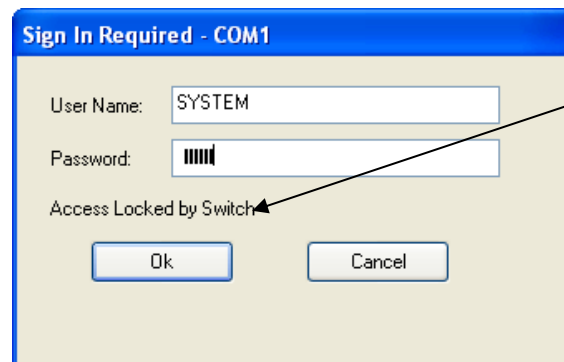 Sign In Required - COM1
User Name: SYSTEM
Password:
Access Locked by Switch
Ok Cancel